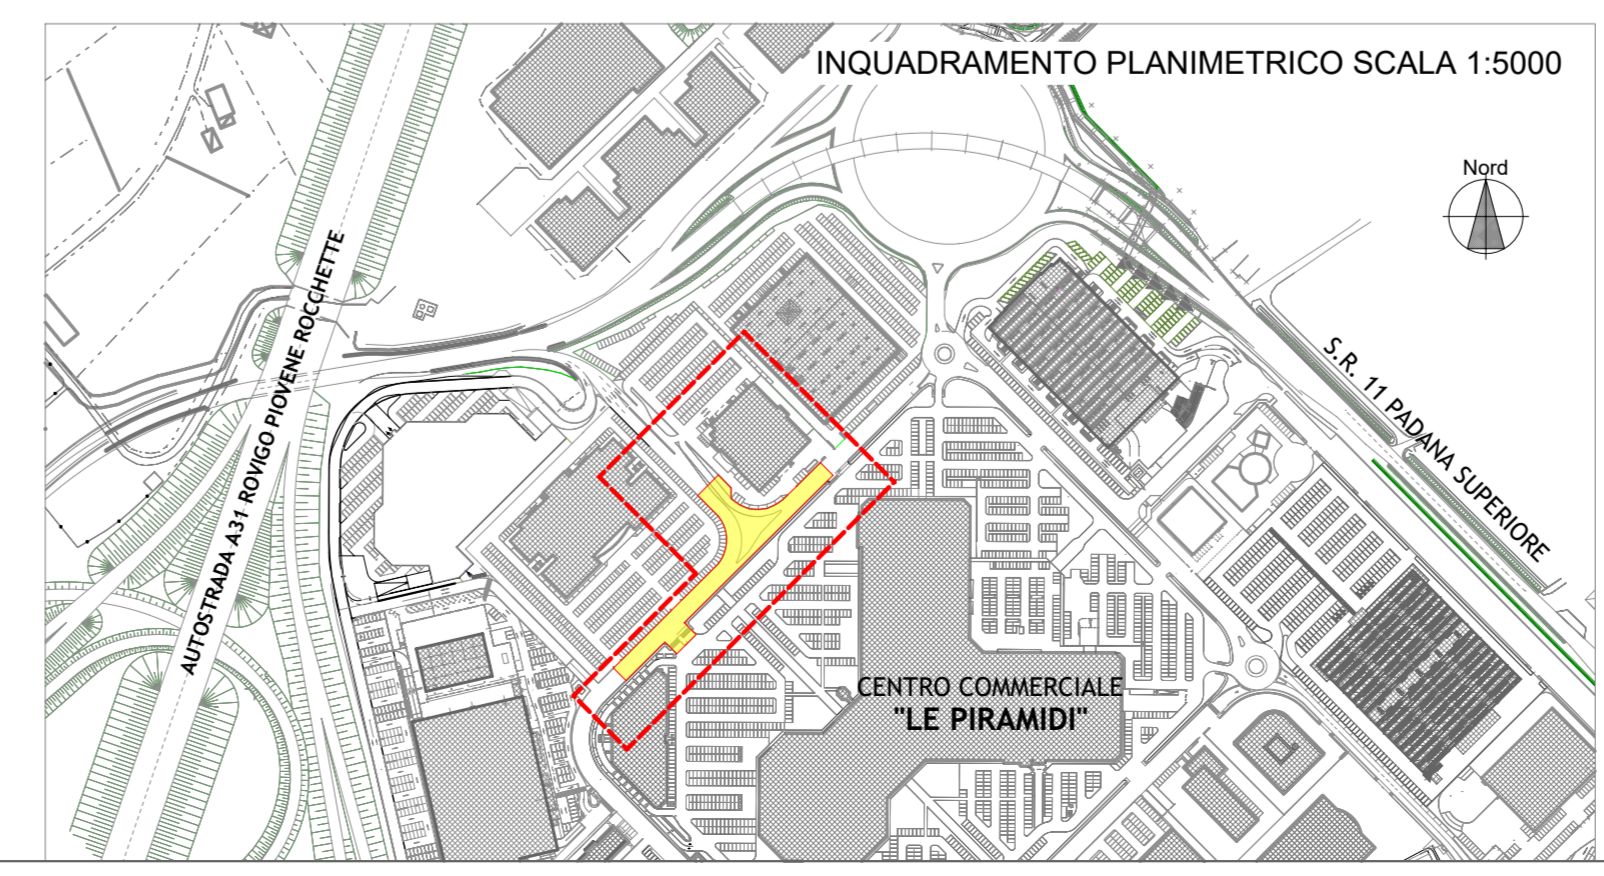 INQUADRAMENTO PLANIMETRICO SCALA 1:5000
Nord
AUTOSTRADA A31 ROVIGO PIOVENE ROCCHETTE
S.R. 11 PADANA SUPERIORE
CENTRO COMMERCIALE
"LE PIRAMIDI"